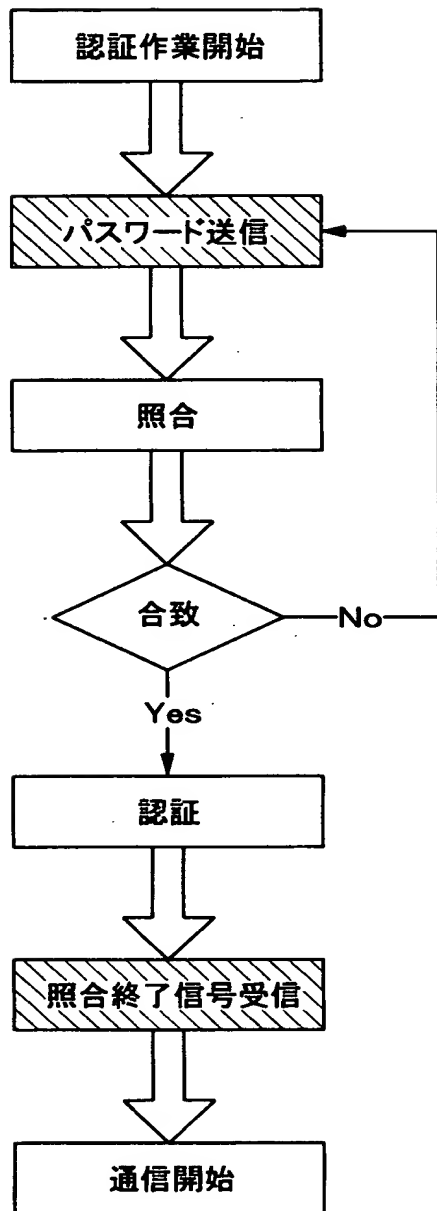 認証作業開始
パスワード送信
照合
合致
No
Yes
認証
照合終了信号受信
通信開始